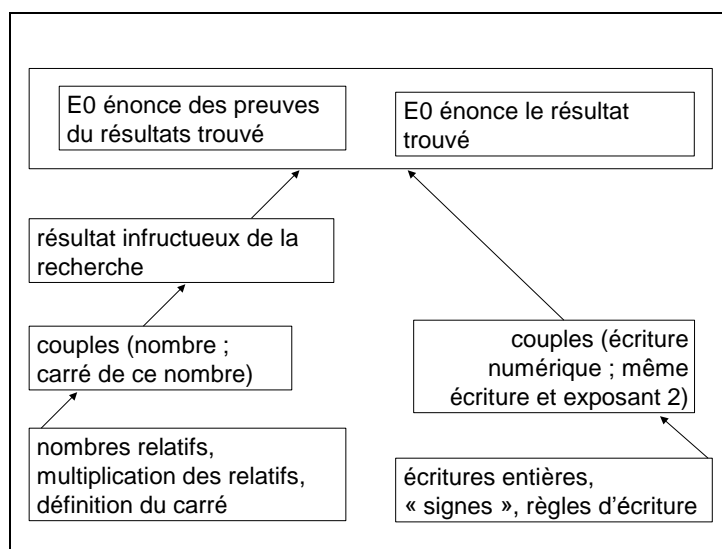 E0 énonce des preuves
du résultats trouvé
E0 énonce le résultat
trouvé
résultat infructueux de la
recherche
couples (nombre ;
carré de ce nombre)
couples (écriture
numérique ; même
écriture et exposant 2)
nombres relatifs,
multiplication des relatifs,
définition du carré
écritures entières,
« signes », règles d'écriture